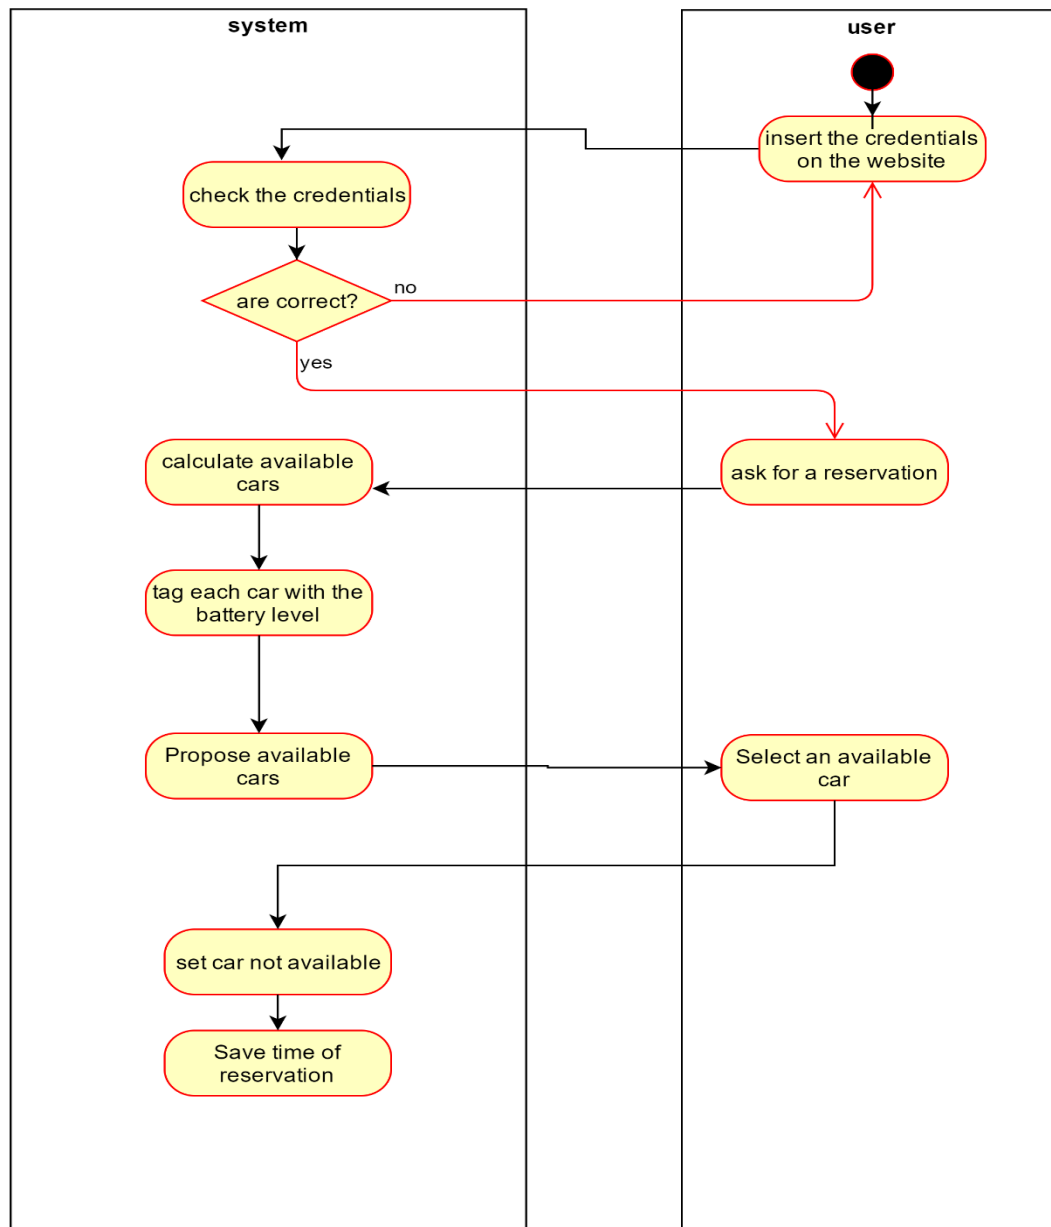 system
user
insert the credentials
on the website
check the credentials
are correct?
no
yes
calculate available
cars
ask for a reservation
tag each car with the
battery level
Propose available
cars
Select an available
car
set car not available
Save time of
reservation